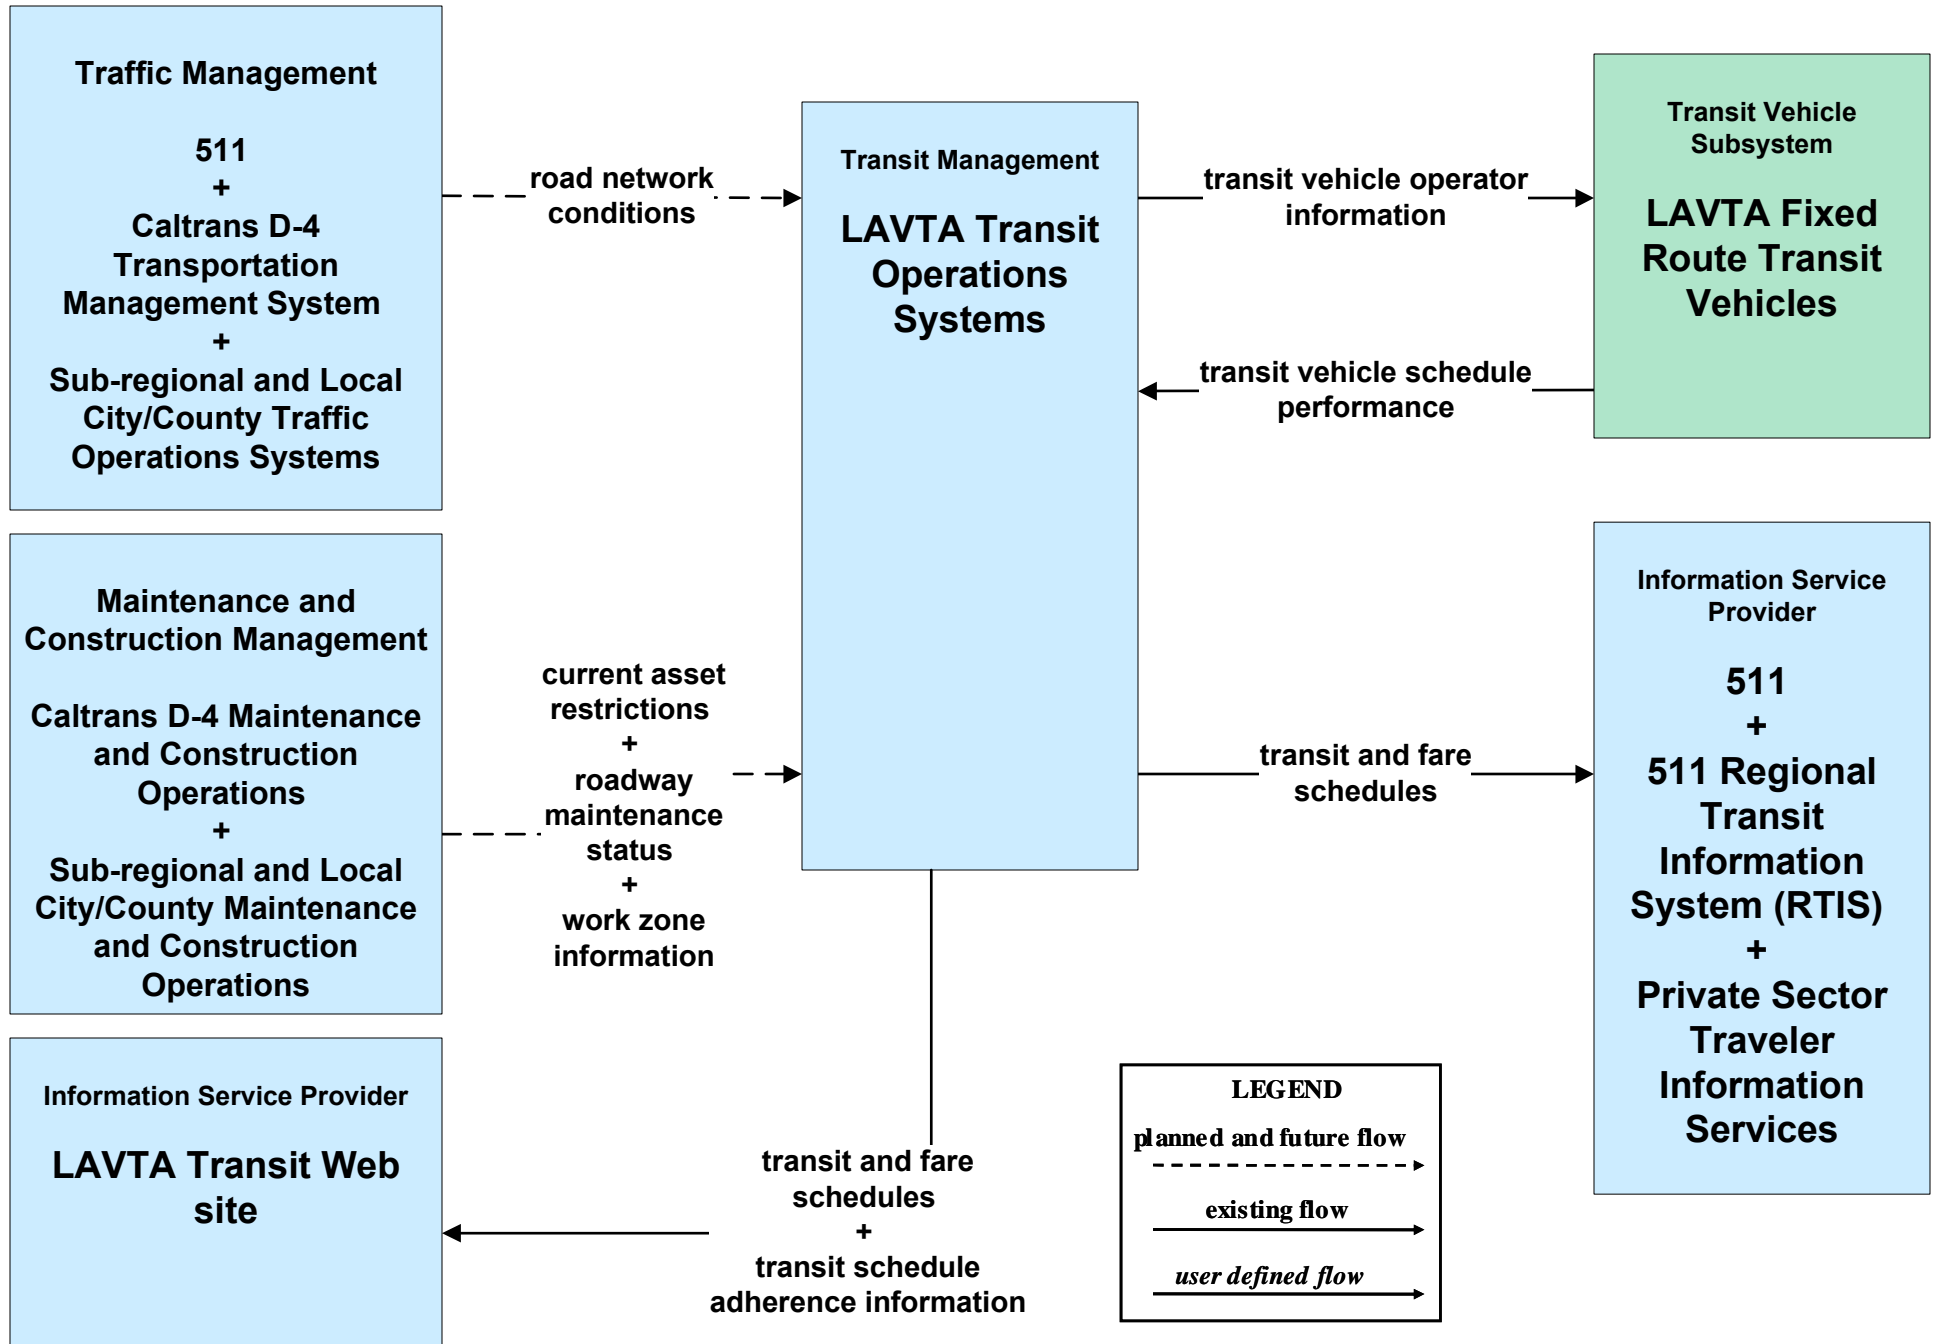 Traffic Management
511
+
Caltrans D-4
Transportation
Management System
+
Sub-regional and Local
City/County Traffic
Operations Systems
road network
conditions
Transit Management
LAVTA Transit
Operations
Systems
transit vehicle operator
information
transit vehicle schedule
performance
Transit Vehicle
Subsystem
LAVTA Fixed
Route Transit
Vehicles
Maintenance and
Construction Management
Caltrans D-4 Maintenance
and Construction
Operations
+
Sub-regional and Local
City/County Maintenance
and Construction
Operations
current asset
restrictions
+
roadway
maintenance
status
+
work zone
information
transit and fare
schedules
Information Service
Provider
511
+
511 Regional
Transit
Information
System (RTIS)
+
Private Sector
Traveler
Information
Services
Information Service Provider
LAVTA Transit Web
site
transit and fare
schedules
+
transit schedule
adherence information
LEGEND
planned and future flow
existing flow
user defined flow